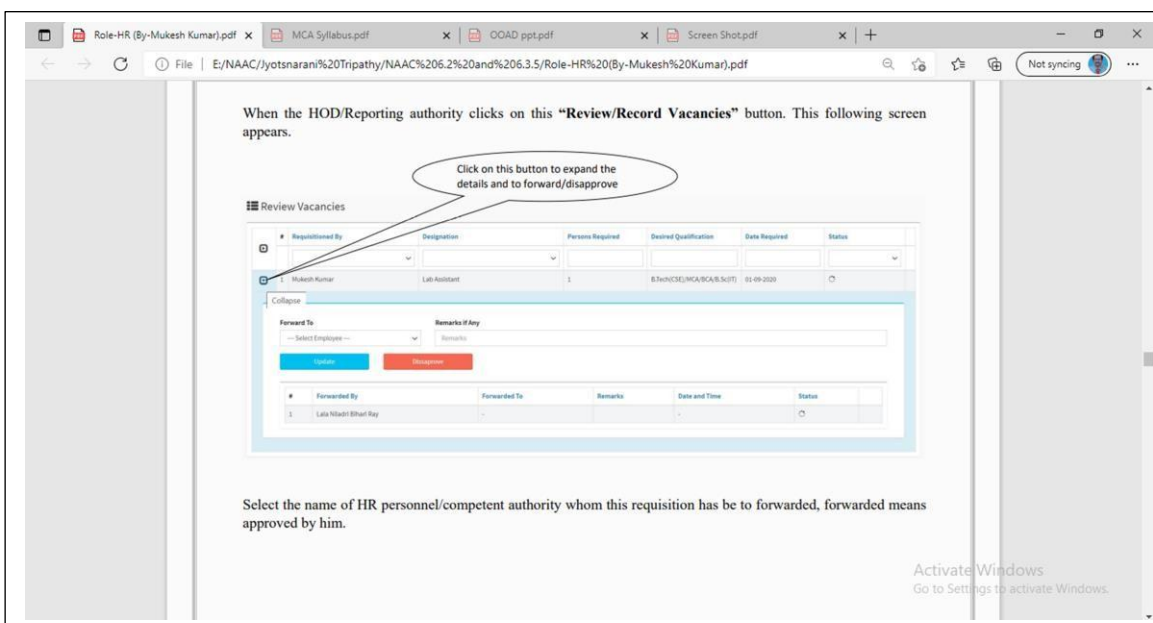 Role-HR (By-Mukesh Kumar).pdf
MCA Syllabus.pdf
OOAD ppt.pdf
Screen Shot.pdf
File
E:/NAAC/Jyotsnarani%20Tripathy/NAAC%206.2%20and%206.3.5/Role-HR%20(By-Mukesh%20Kumar).pdf
Not syncing
When the HOD/Reporting authority clicks on this “Review/Record Vacancies” button. This following screen
appears.
Click on this button to expand the
details and to forward/disapprove
Review Vacancies
# Requisitioned By Designation Persons Required Desired Qualification Date Required Status
1 Mukesh Kumar Lab Assistant 1 B.Tech(CSE)/MCA/BCA/B.Sc(IT) 01-09-2020
Collapse
Forward To Remarks if Any
--- Select Employee --- Remarks
Update Disapprove
# Forwarded By Forwarded To Remarks Date and Time Status
1 Lala Niladri Bihari Ray - -
Select the name of HR personnel/competent authority whom this requisition has be to forwarded, forwarded means
approved by him.
Activate Windows
Go to Settings to activate Windows.